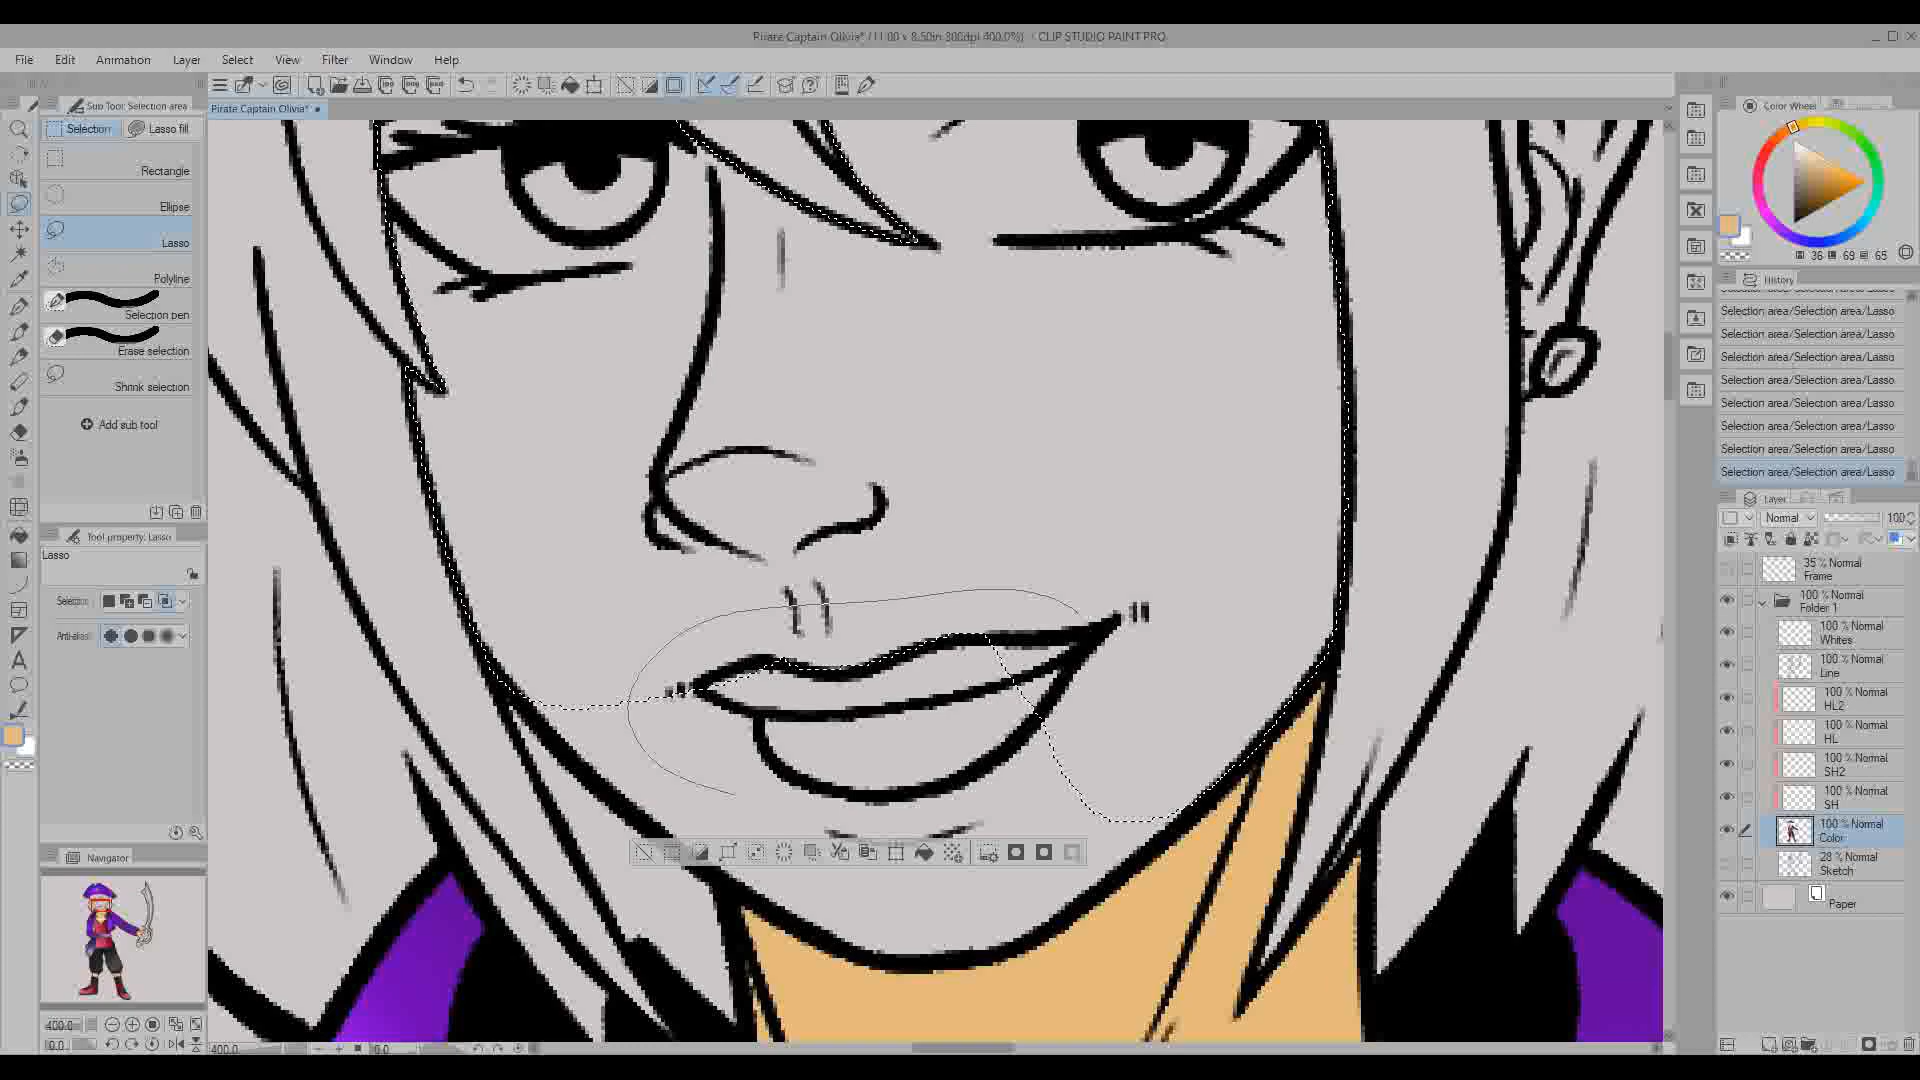 Pirate Captain Olivia* (11.00 x 8.50in 300dpi 400.0%) - CLIP STUDIO PAINT PRO
File Edit Animation Layer Select View Filter Window Help
Sub Tool: Selection area
Pirate Captain Olivia*
Color Wheel
Selection
Lasso fill
Rectangle
Ellipse
Lasso
Polyline
Selection pen
Erase selection
Shrink selection
Add sub tool
Tool property: Lasso
Lasso
Selection
Anti-alias
Navigator
400.0
0.0
400.0
0.0
36 69 65
History
Selection area/Selection area/Lasso
Selection area/Selection area/Lasso
Selection area/Selection area/Lasso
Selection area/Selection area/Lasso
Selection area/Selection area/Lasso
Selection area/Selection area/Lasso
Selection area/Selection area/Lasso
Selection area/Selection area/Lasso
Layer
Normal
100
35 % Normal
Frame
100 % Normal
Folder 1
100 % Normal
Whites
100 % Normal
Line
100 % Normal
HL2
100 % Normal
HL
100 % Normal
SH2
100 % Normal
SH
100 % Normal
Color
28 % Normal
Sketch
Paper